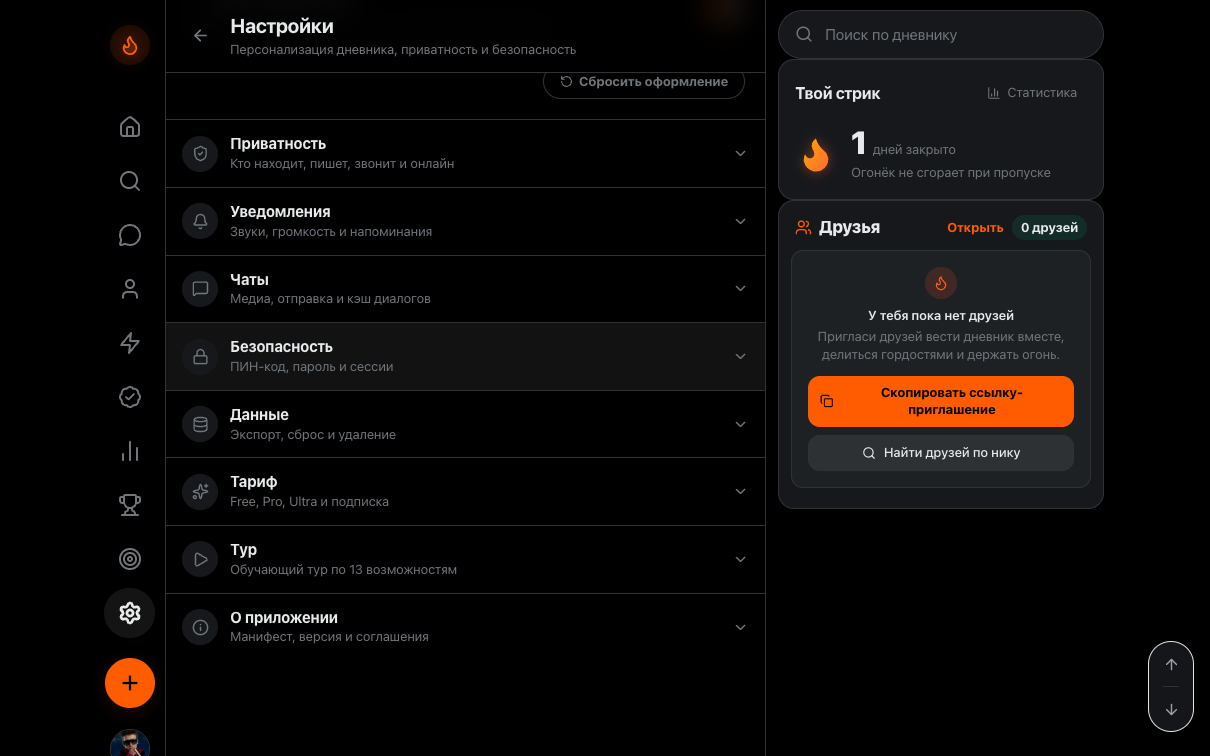 Настройки
Персонализация дневника, приватность и безопасность
Сбросить оформление
Приватность
Кто находит, пишет, звонит и онлайн
Уведомления
Звуки, громкость и напоминания
Чаты
Медиа, отправка и кэш диалогов
Безопасность
ПИН-код, пароль и сессии
Данные
Экспорт, сброс и удаление
Тариф
Free, Pro, Ultra и подписка
Тур
Обучающий тур по 13 возможностям
О приложении
Манифест, версия и соглашения
Поиск по дневнику
Твой стрик
Статистика
1 дней закрыто
Огонёк не сгорает при пропуске
Друзья
Открыть
0 друзей
У тебя пока нет друзей
Пригласи друзей вести дневник вместе,
делиться гордостями и держать огонь.
Скопировать ссылку-
приглашение
Найти друзей по нику